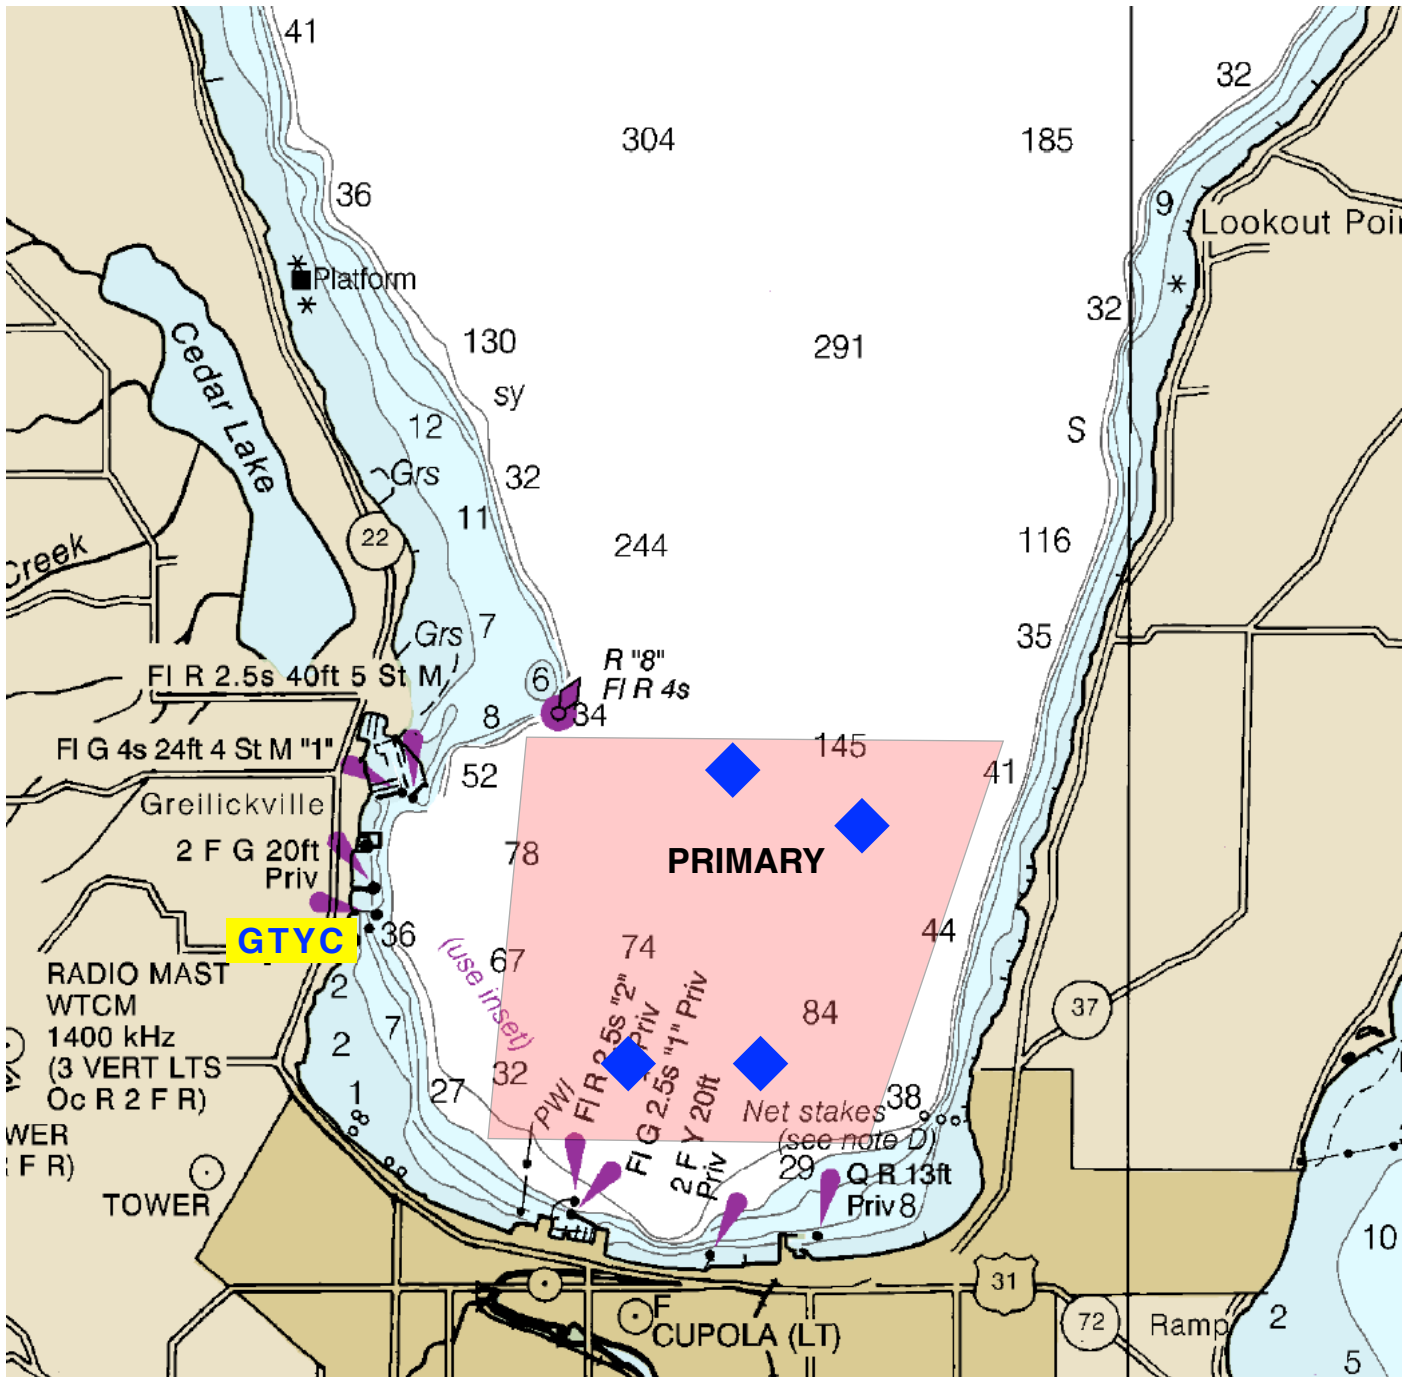 41
32
304
185
36
9
Lookout Poi
Platform
32
130
291
Cedar Lake
sy
12
S
Grs
32
11
22
244
116
Creek
7
Grs
35
R "8"
Fl R 4s
6
Fl R 2.5s 40ft 5 St M
8
34
Fl G 4s 24ft 4 St M "1"
145
52
41
Greilickville
2 F G 20ft
Priv
78
PRIMARY
GTYC
36
44
74
67
(use inset)
RADIO MAST
WTCM
1400 kHz
(3 VERT LTS
Oc R 2 F R)
2
7
2
1
8
27
32
84
37
Fl R 2.5s "2"
Priv
Fl G 2.5s "1" Priv
2 F Y 20ft
Priv
PWI
38
Net stakes
(see note D)
WER
F R)
29
Q R 13ft
Priv 8
TOWER
10
31
F
CUPOLA (LT)
72
Ramp
2
5